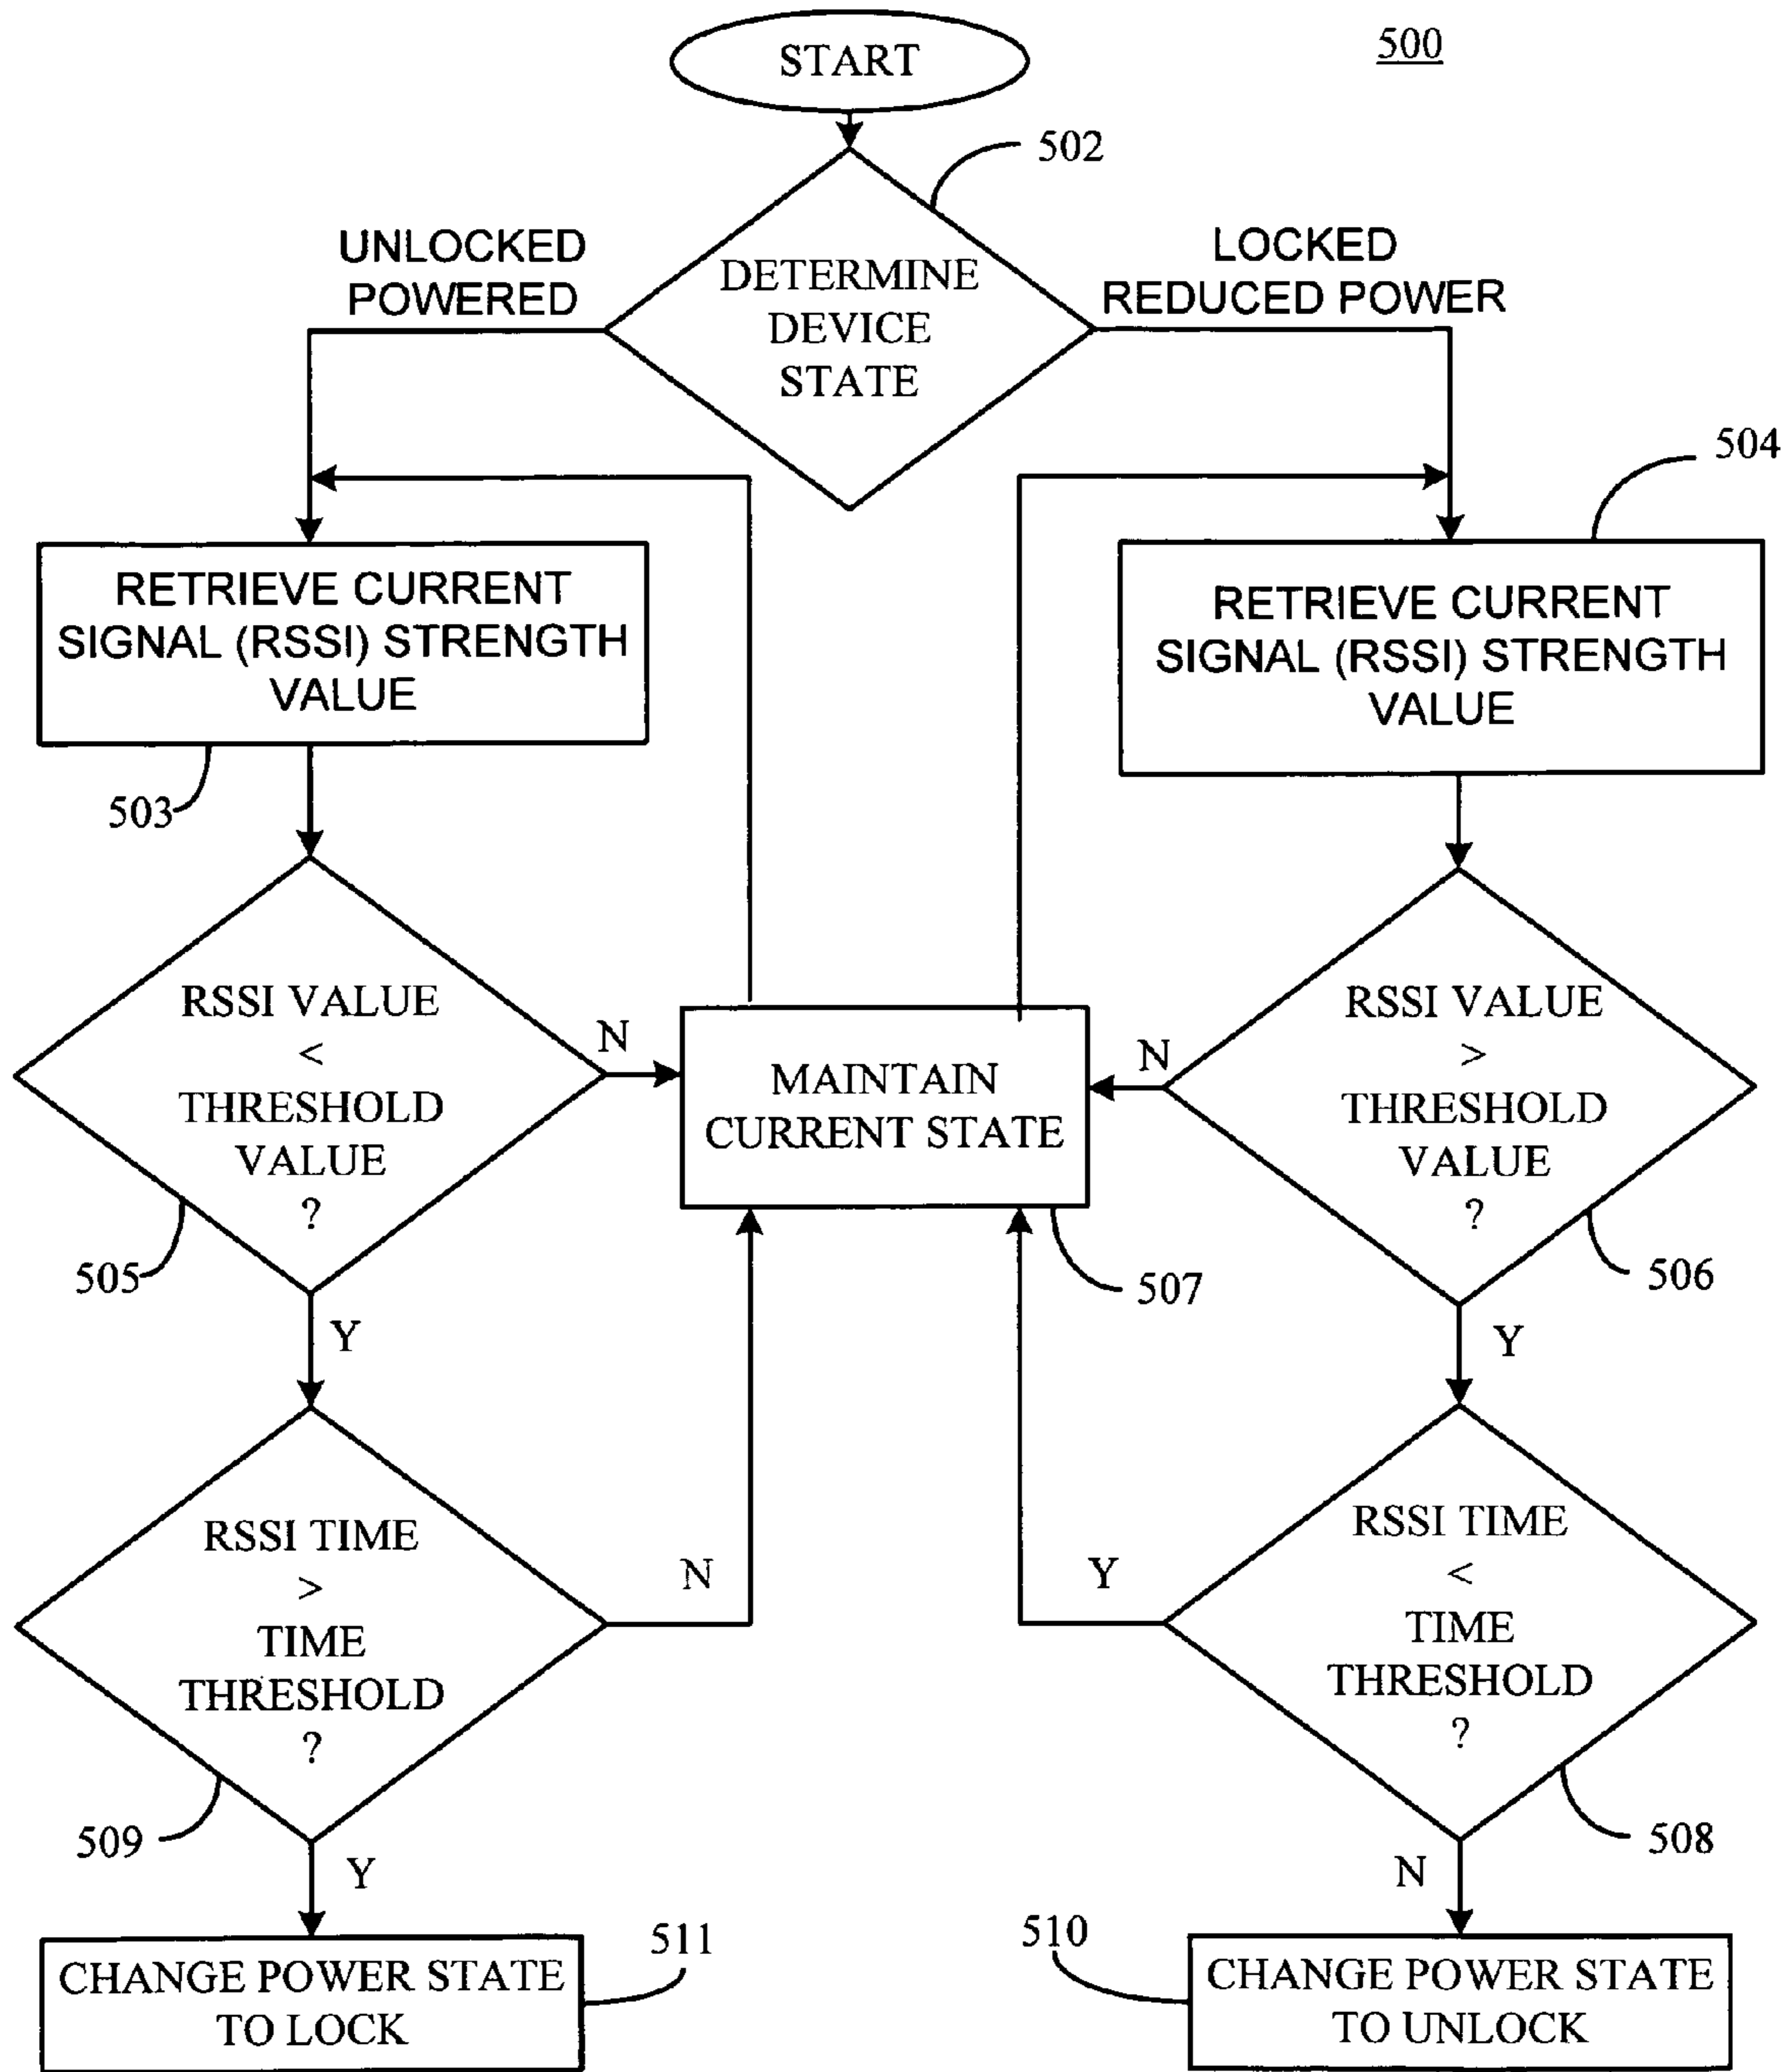 500
START
502
UNLOCKED
POWERED
LOCKED
REDUCED POWER
DETERMINE
DEVICE
STATE
504
RETRIEVE CURRENT
SIGNAL (RSSI) STRENGTH
VALUE
503
RETRIEVE CURRENT
SIGNAL (RSSI) STRENGTH
VALUE
RSSI VALUE
<
THRESHOLD
VALUE
?
505
N
Y
MAINTAIN
CURRENT STATE
507
N
RSSI VALUE
>
THRESHOLD
VALUE
?
506
Y
RSSI TIME
>
TIME
THRESHOLD
?
509
N
Y
RSSI TIME
<
TIME
THRESHOLD
?
508
Y
N
CHANGE POWER STATE
TO LOCK
511
510
CHANGE POWER STATE
TO UNLOCK